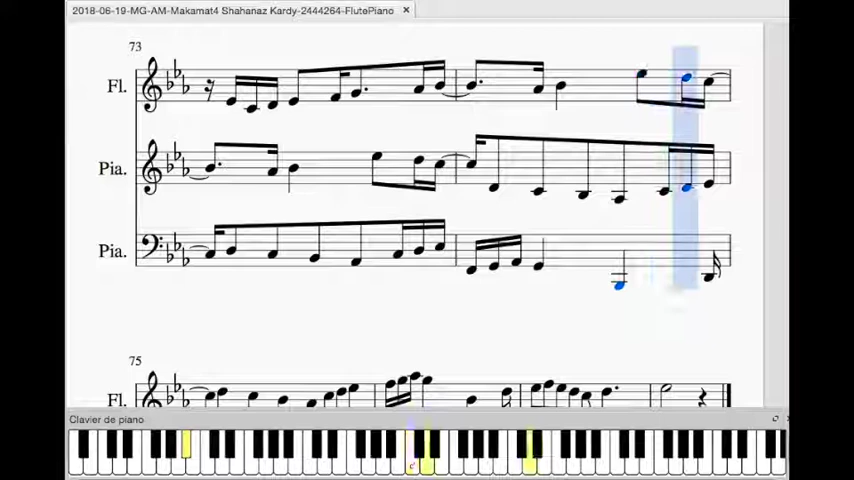 2018-06-19-MG-AM-Makamat4 Shahanaz Kardy-2444264-FlutePiano ×
73
Fl.
Pia.
Pia.
75
Fl.
Clavier de piano